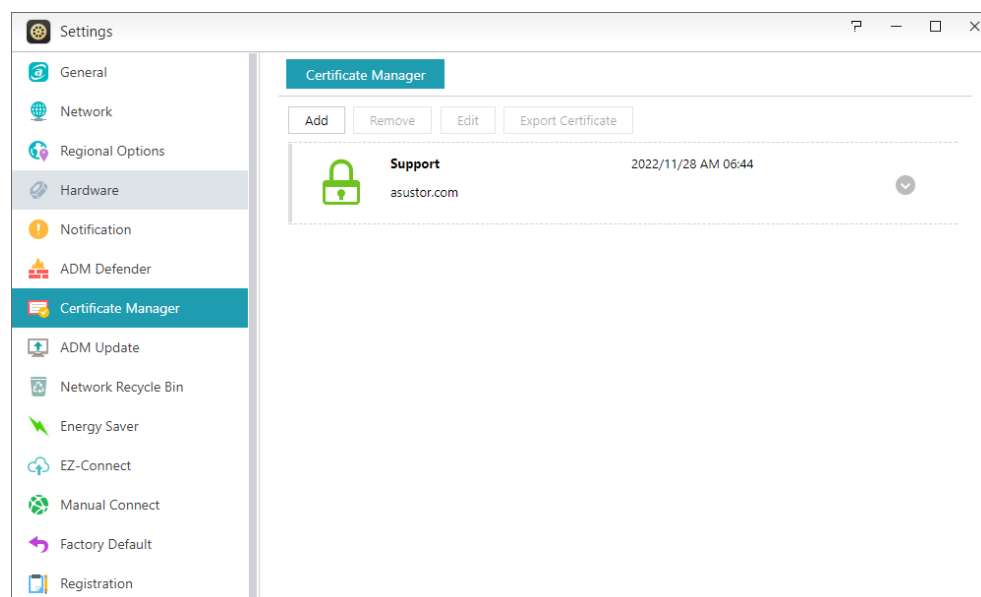 Settings
General
Network
Regional Options
Hardware
Notification
ADM Defender
Certificate Manager
ADM Update
Network Recycle Bin
Energy Saver
EZ-Connect
Manual Connect
Factory Default
Registration
Certificate Manager
Add Remove Edit Export Certificate
Support 2022/11/28 AM 06:44
asustor.com